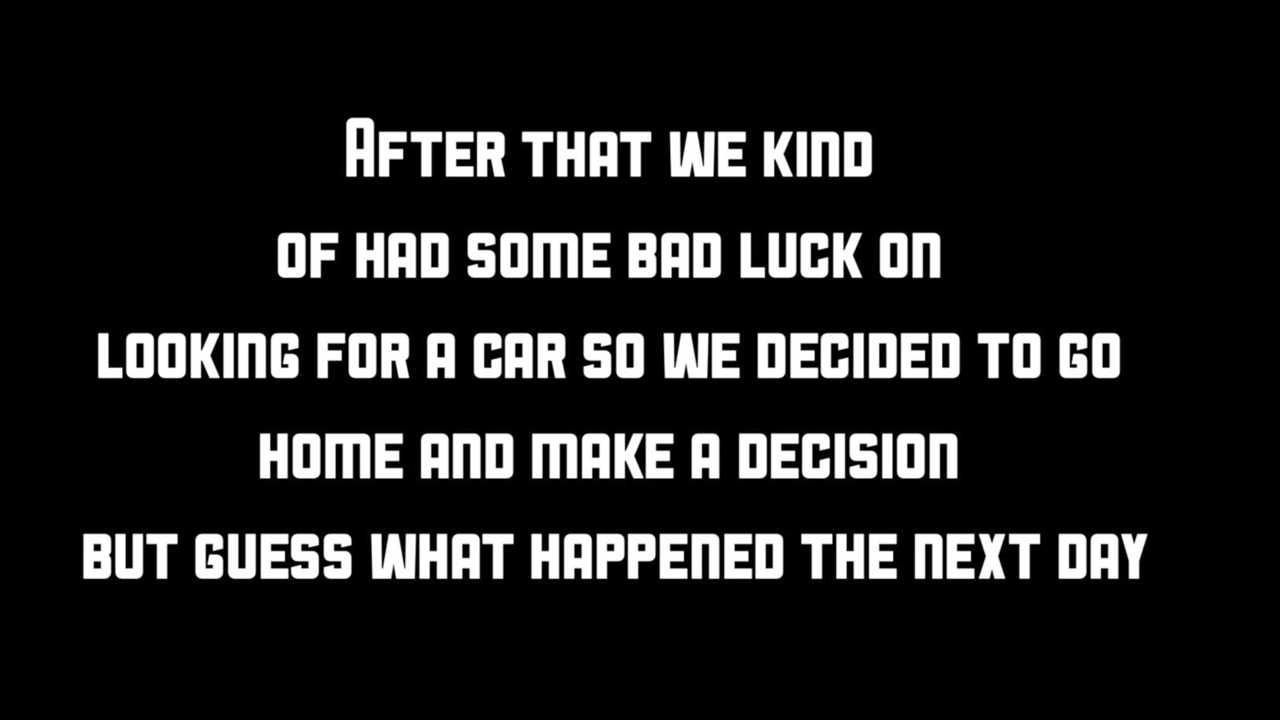 After that we kind
of had some bad luck on
looking for a car so we decided to go
home and make a decision
but guess what happened the next day